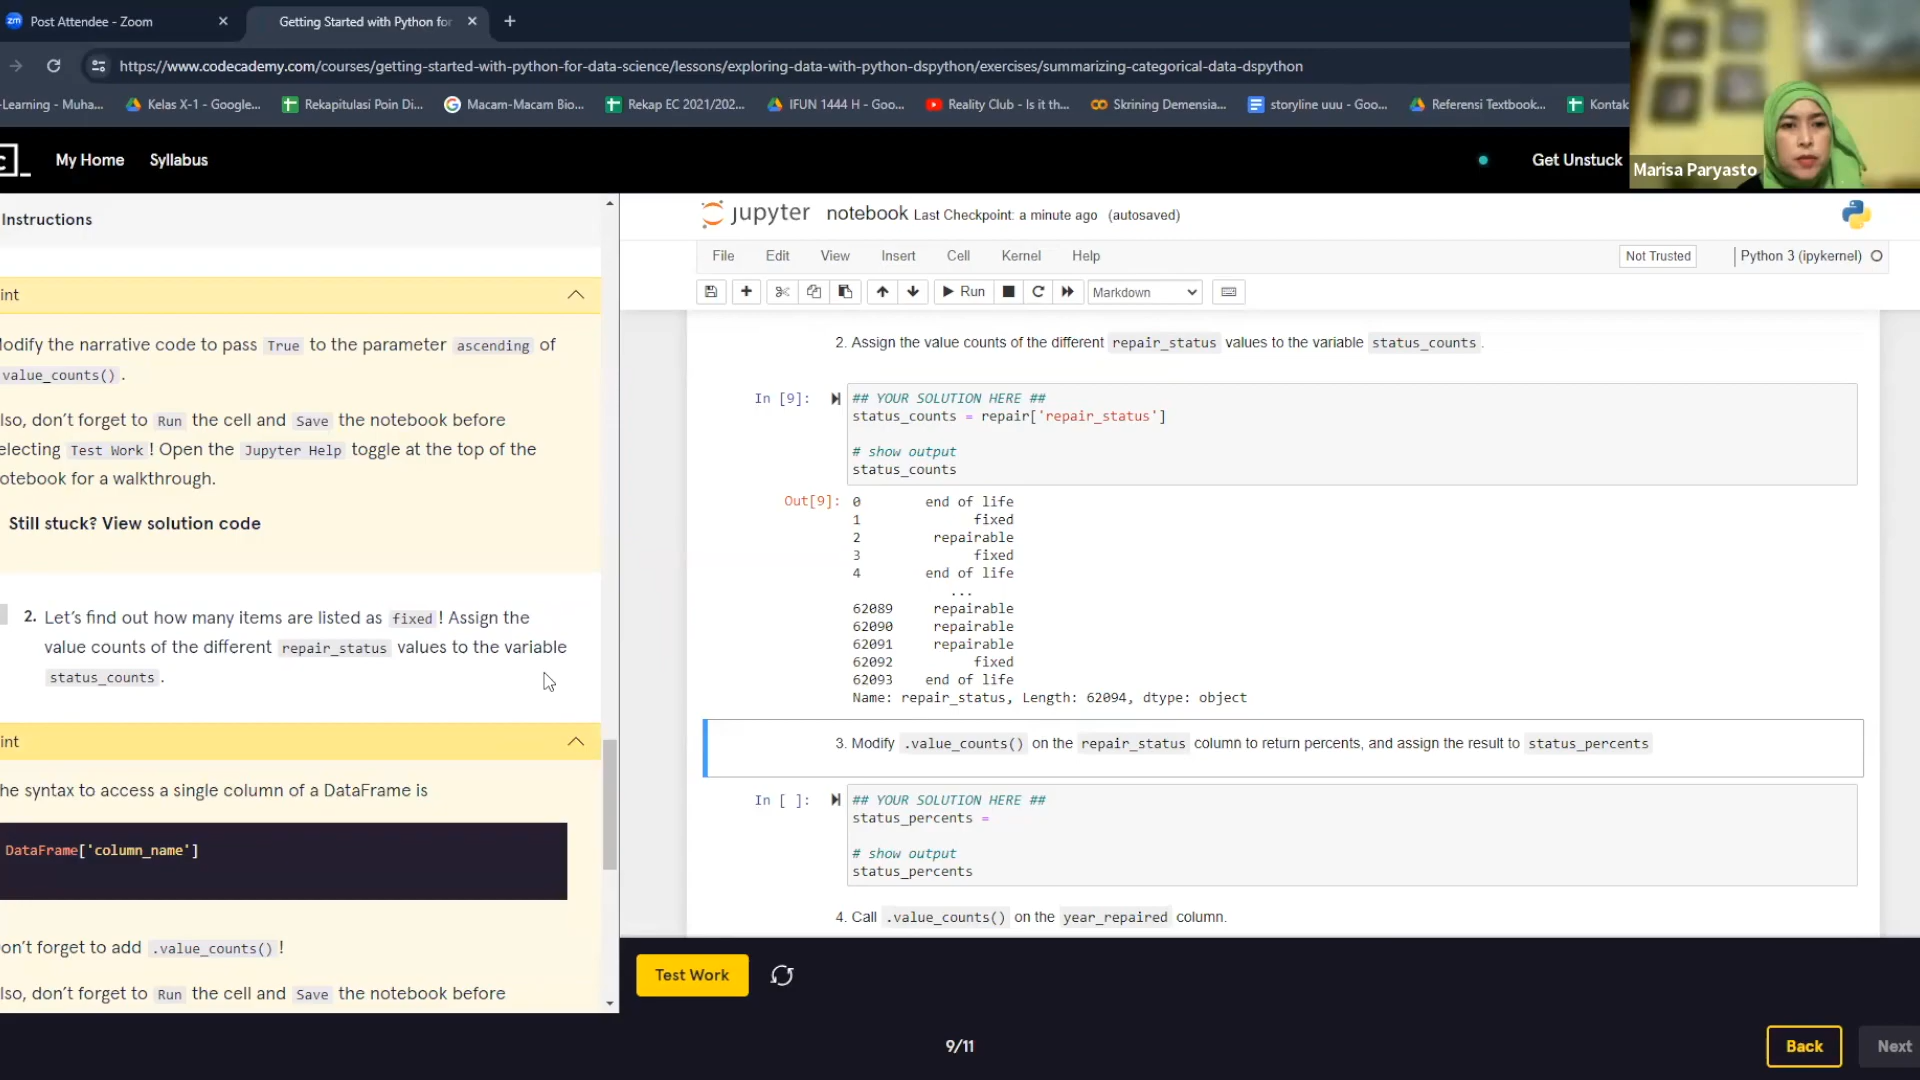 Post Attendee - Zoom
Getting Started with Python for
https://www.codecademy.com/courses/getting-started-with-python-for-data-science/lessons/exploring-data-with-python-dspython/exercises/summarizing-categorical-data-dspython
-Learning - Muha...
Kelas X-1 - Google...
Rekapitulasi Poin Di...
Macam-Macam Bio...
Rekap EC 2021/202...
IFUN 1444 H - Goo...
Reality Club - Is it th...
Skrining Demensia...
storyline uuu - Goo...
Referensi Textbook...
Kontak
Marisa Paryasto
My Home
Syllabus
Get Unstuck
Instructions
int
odify the narrative code to pass True to the parameter ascending of
value_counts() .
lso, don't forget to Run the cell and Save the notebook before
electing Test Work ! Open the Jupyter Help toggle at the top of the
otebook for a walkthrough.
Still stuck? View solution code
2. Let's find out how many items are listed as fixed ! Assign the
value counts of the different repair_status values to the variable
status_counts .
int
he syntax to access a single column of a DataFrame is
DataFrame['column_name']
on't forget to add .value_counts() !
lso, don't forget to Run the cell and Save the notebook before
jupyter notebook Last Checkpoint: a minute ago (autosaved)
File Edit View Insert Cell Kernel Help
Not Trusted
Python 3 (ipykernel)
Run
Markdown
2. Assign the value counts of the different repair_status values to the variable status_counts .
In [9]: ## YOUR SOLUTION HERE ##
status_counts = repair['repair_status']
# show output
status_counts
Out[9]: 0 end of life
1 fixed
2 repairable
3 fixed
4 end of life
...
62089 repairable
62090 repairable
62091 repairable
62092 fixed
62093 end of life
Name: repair_status, Length: 62094, dtype: object
3. Modify .value_counts() on the repair_status column to return percents, and assign the result to status_percents
In [ ]: ## YOUR SOLUTION HERE ##
status_percents =
# show output
status_percents
4. Call .value_counts() on the year_repaired column.
Test Work
9/11
Back
Next